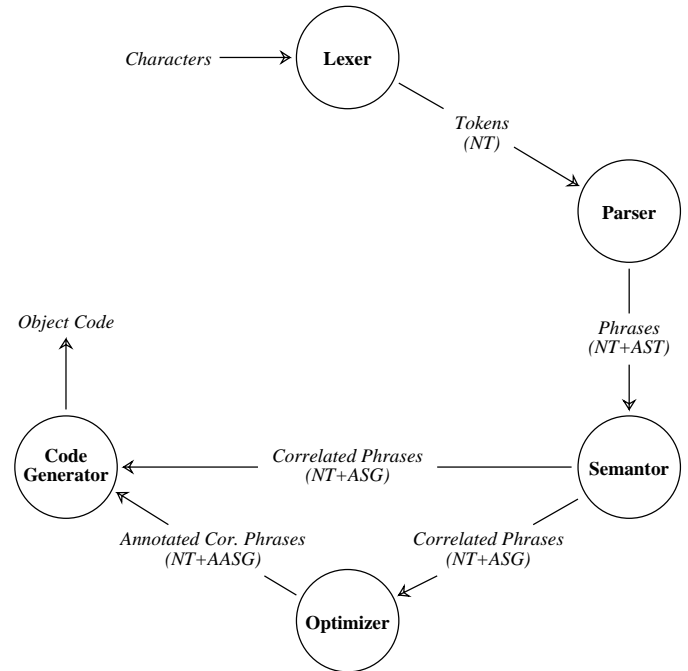 Characters
Lexer
Tokens
(NT)
Parser
Object Code
Phrases
(NT+AST)
Code
Generator
Correlated Phrases
(NT+ASG)
Semantor
Annotated Cor. Phrases
(NT+AASG)
Correlated Phrases
(NT+ASG)
Optimizer